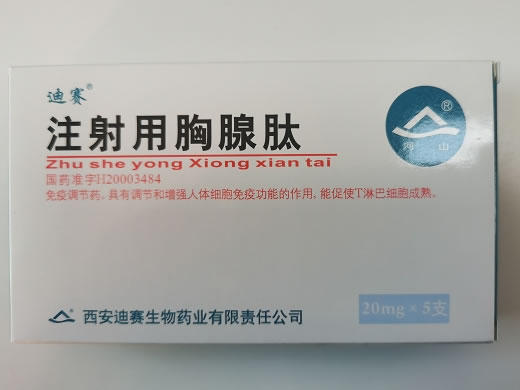 迪赛®
注射用胸腺肽
Zhu she yong Xiong xian tai
国药准字H20003484
免疫调节药。具有调节和增强人体细胞免疫功能的作用，能促使T淋巴细胞成熟。
®
河山
20mg×5支
西安迪赛生物药业有限责任公司